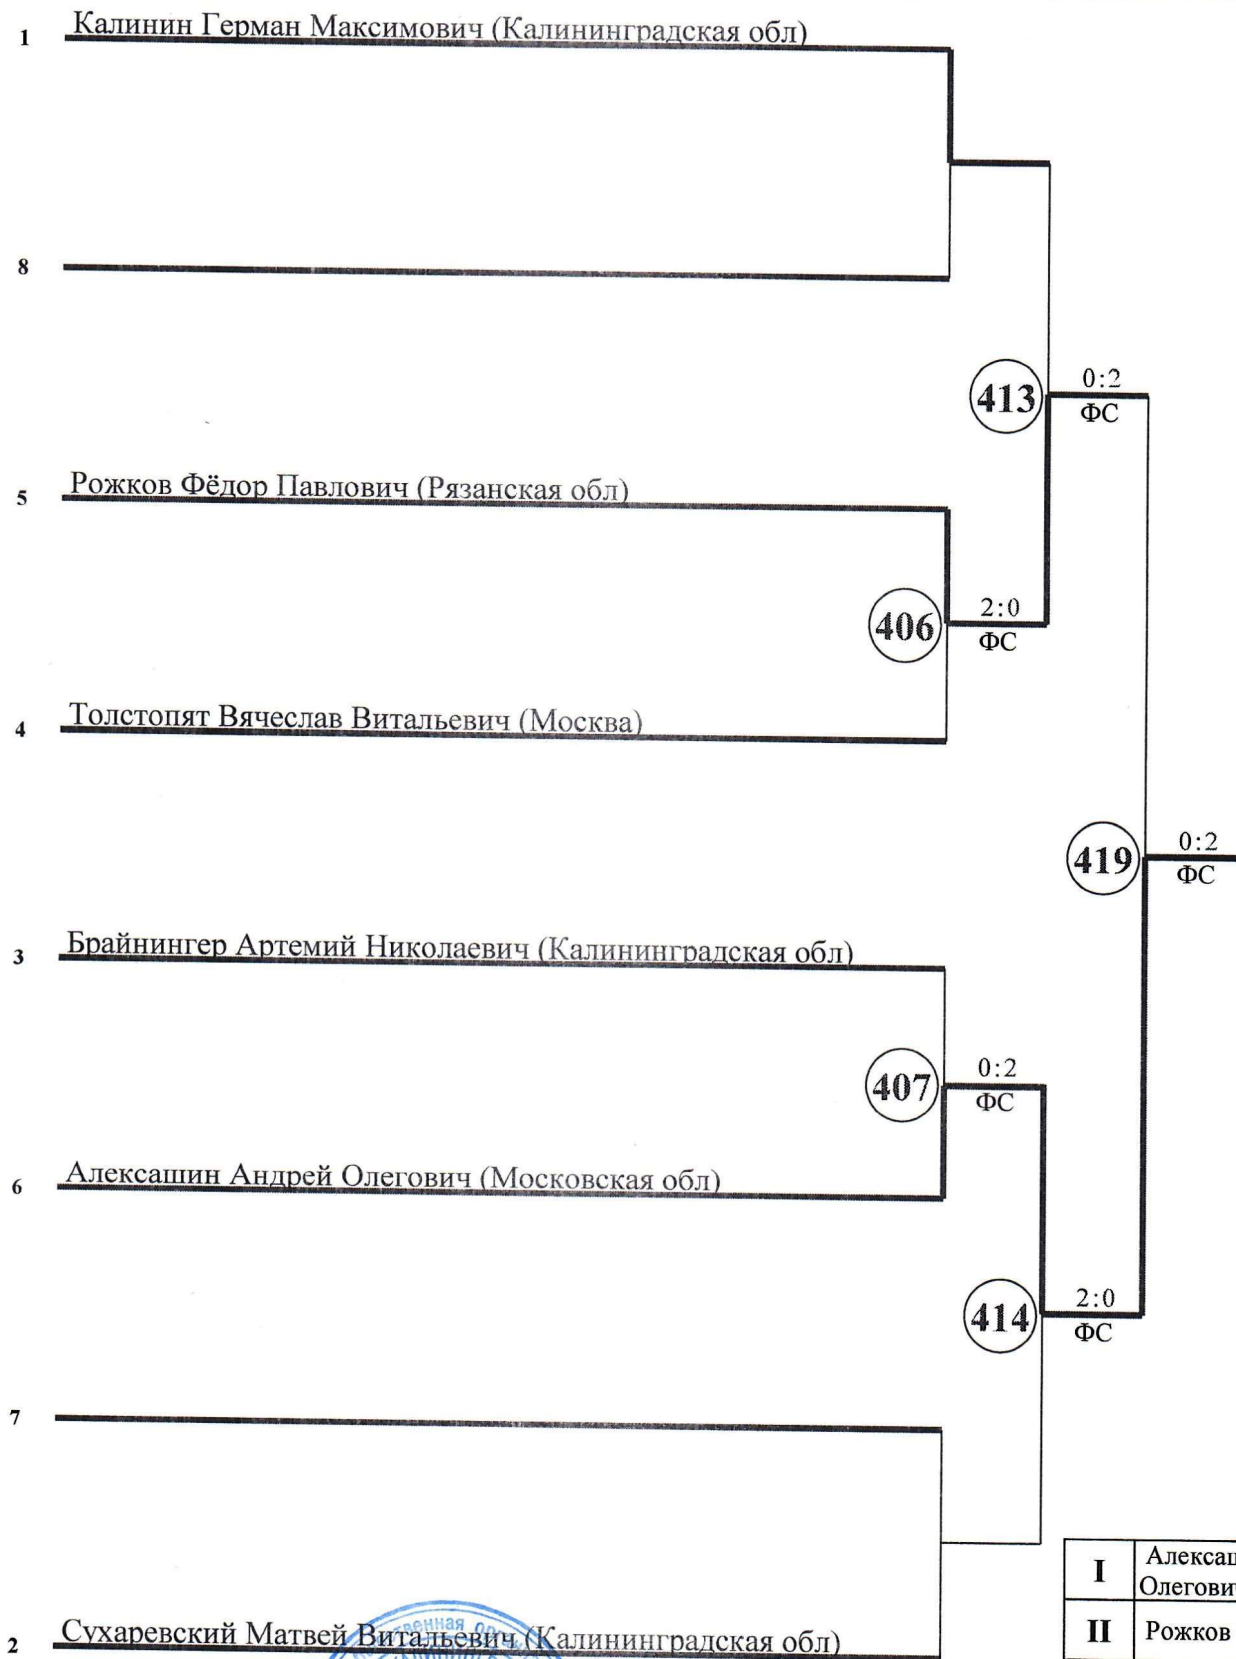 1 Калинин Герман Максимович (Калининградская обл)
8
413 0:2
ФС
5 Рожков Фёдор Павлович (Рязанская обл)
406 2:0
ФС
4 Толстопят Вячеслав Витальевич (Москва)
419 0:2
ФС
3 Брайнингер Артемий Николаевич (Калининградская обл)
407 0:2
ФС
6 Алексашин Андрей Олегович (Московская обл)
414 2:0
ФС
7
I Алексаш
Олегович
II Рожков
2 Сухаревский Матвей Витальевич (Калининградская обл)